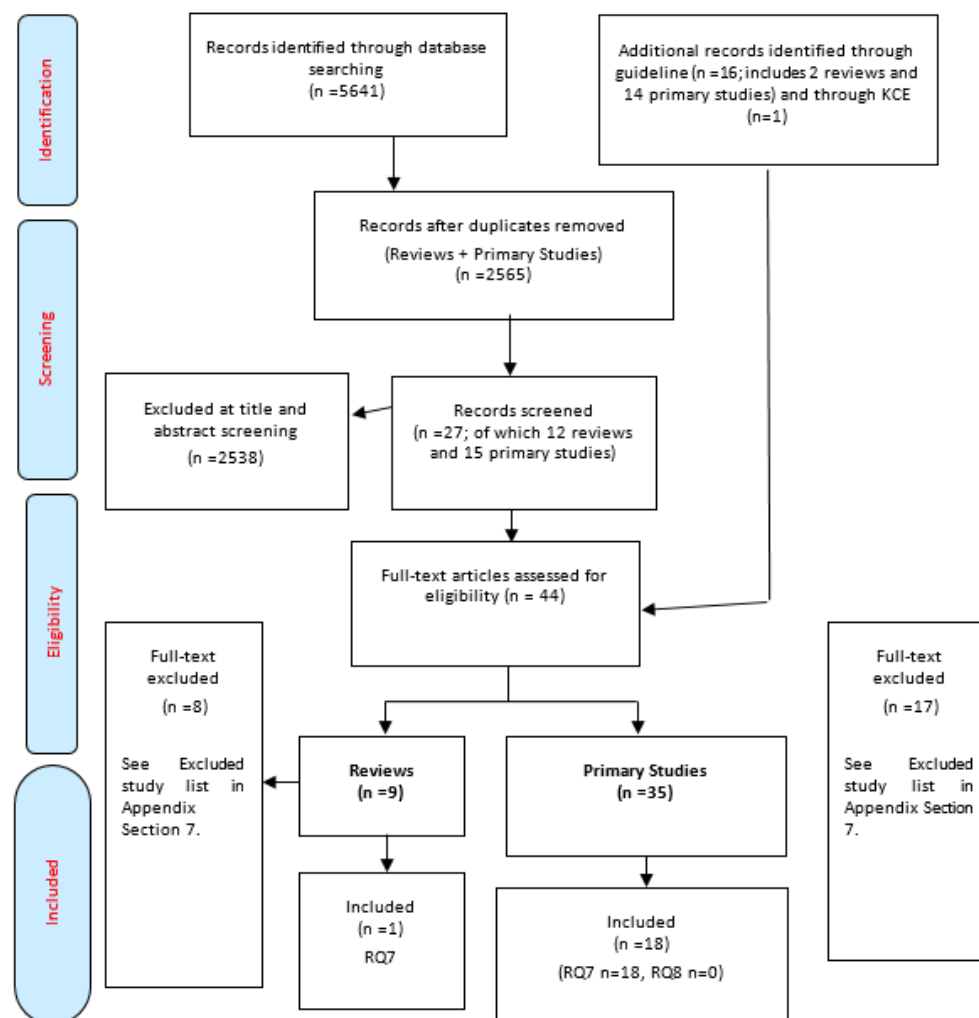 Identification
Records identified through database
searching
(n =5641)
Additional records identified through
guideline (n =16; includes 2 reviews and
14 primary studies) and through KCE
(n=1)
Screening
Records after duplicates removed
(Reviews + Primary Studies)
(n =2565)
Excluded at title and
abstract screening
(n =2538)
Records screened
(n =27; of which 12 reviews
and 15 primary studies)
Eligibility
Full-text articles assessed for
eligibility (n = 44)
Full-text
excluded
(n =8)
See Excluded
study list in
Appendix
Section 7.
Reviews
(n =9)
Primary Studies
(n =35)
Full-text
excluded
(n =17)
See Excluded
study list in
Appendix Section
7.
Included
Included
(n =1)
RQ7
Included
(n =18)
(RQ7 n=18, RQ8 n=0)